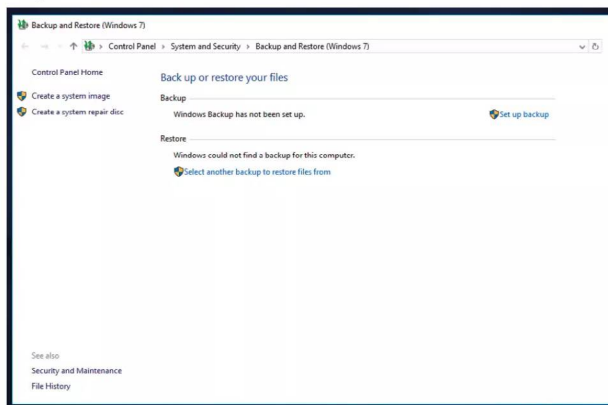 Backup and Restore (Windows 7)
Control Panel > System and Security > Backup and Restore (Windows 7)
Control Panel Home
Create a system image
Create a system repair disc
Back up or restore your files
Backup
Windows Backup has not been set up.
Set up backup
Restore
Windows could not find a backup for this computer.
Select another backup to restore files from
See also
Security and Maintenance
File History